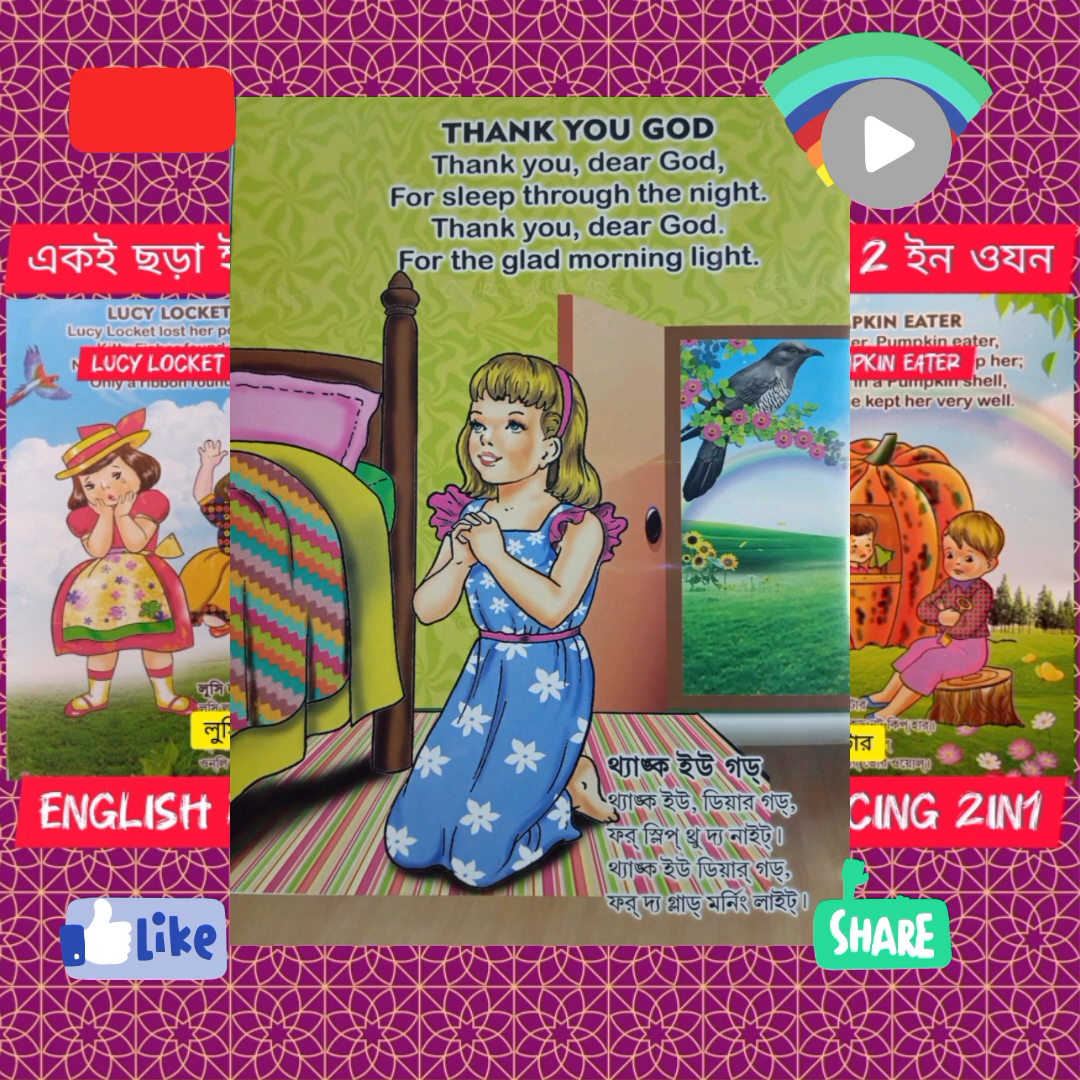 THANK YOU GOD
Thank you, dear God,
For sleep through the night.
Thank you, dear God.
For the glad morning light.
থ্যাঙ্ক ইউ গড্
থ্যাঙ্ক ইউ, ডিয়ার গড্,
ফর্ স্লিপ্ থ্রু দ্য নাইট্।
থ্যাঙ্ক ইউ ডিয়ার্ গড্,
ফর্ দ্য গ্লাড্ মর্নিং লাইট্।
একই ছড়া
2 ইন ওযন
LUCY LOCKET
Lucy Locket lost her
LUCY LOCKET
Only a ribbon round
লুসি
ENGLISH
PKIN EATER
er, Pumpkin eater,
PKIN EATER
p her;
in a Pumpkin shell,
e kept her very well.
টার
CING 2IN1
Like
SHARE